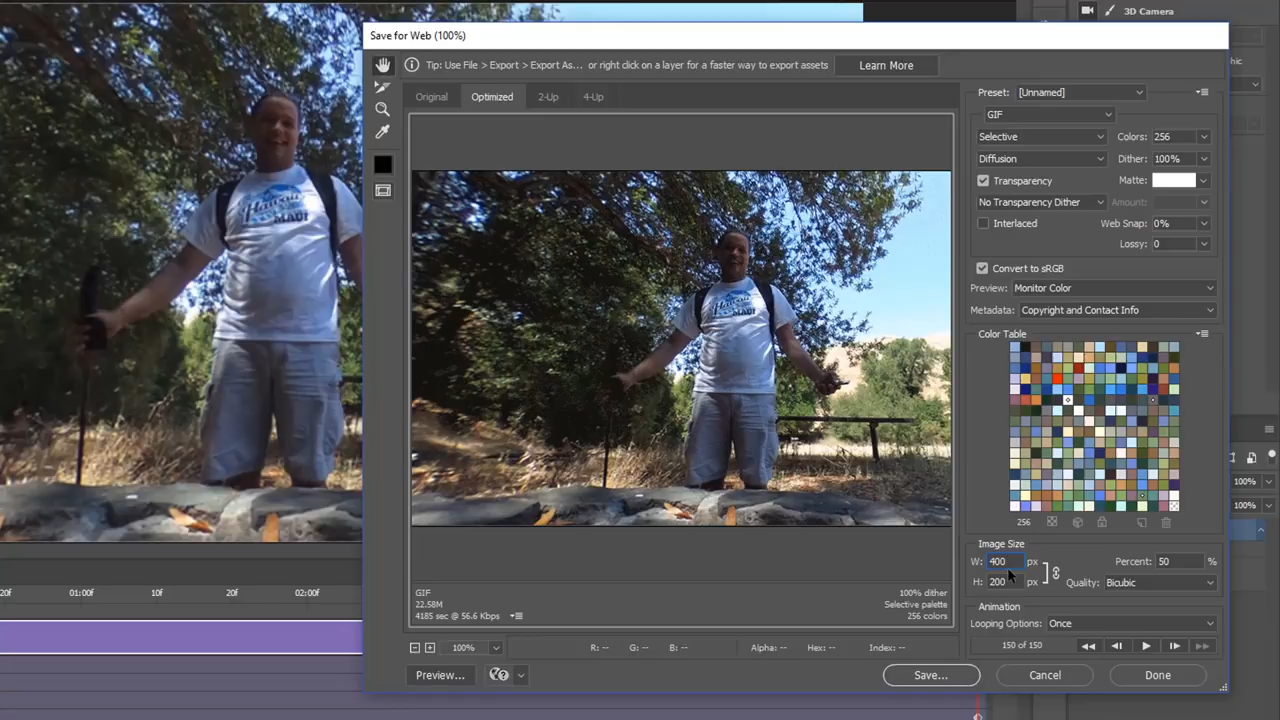 3D Camera
Save for Web (100%)
Tip: Use File > Export > Export As... or right click on a layer for a faster way to export assets
Learn More
Original
Optimized
2-Up
4-Up
Preset:
[Unnamed]
GIF
Selective
Colors: 256
Diffusion
Dither: 100%
Transparency
Matte:
No Transparency Dither
Amount:
Interlaced
Web Snap: 0%
Lossy: 0
Convert to sRGB
Preview: Monitor Color
Metadata: Copyright and Contact Info
Color Table
256
Hawaii
MAUI
Hawaii
MAUI
Image Size
W: 400 px
Percent: 50 %
H: 200 px
Quality: Bicubic
GIF
22.58M
4185 sec @ 56.6 Kbps
100% dither
Selective palette
256 colors
Animation
Looping Options: Once
150 of 150
100%
R: --
G: --
B: --
Alpha: --
Hex: --
Index: --
Preview...
Save...
Cancel
Done
20f
01:00f
10f
20f
02:00f
100%
100%